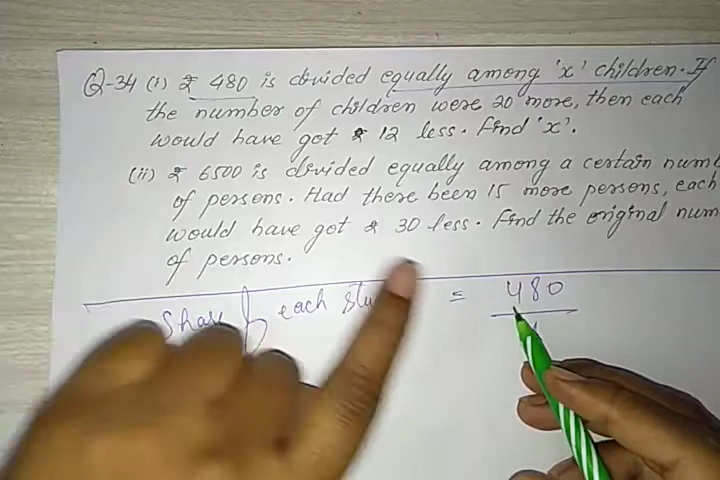 Q-34 (i) ₹ 480 is divided equally among 'x' children. If
the number of children were 20 more, then each
would have got ₹ 12 less. Find 'x'.
(ii) ₹ 6500 is divided equally among a certain
of persons. Had there been 15 more persons, each
would have got ₹ 30 less. Find the original
of persons.
Share of each = 480